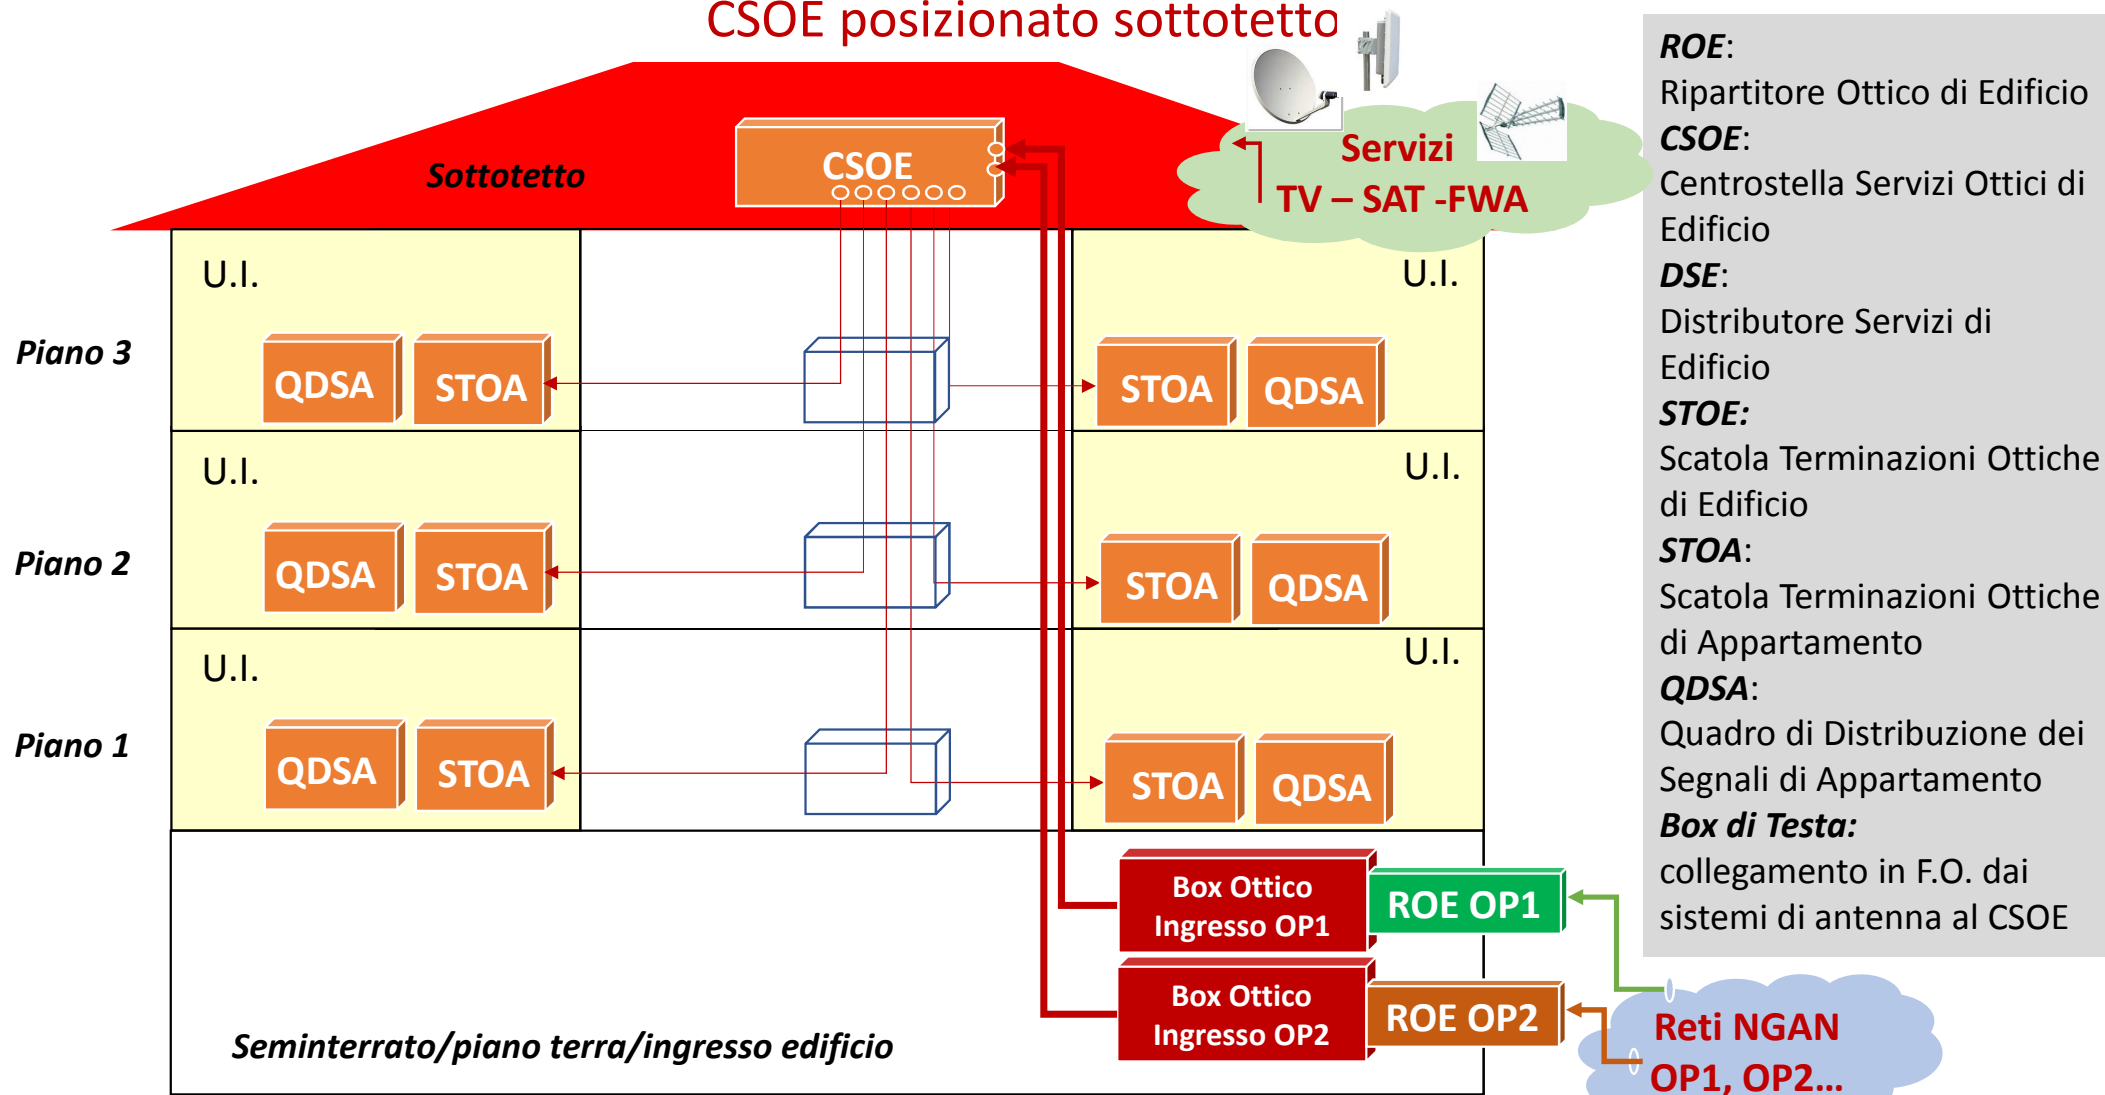 CSOE posizionato sottotetto
Servizi
TV – SAT -FWA
CSOE
Sottotetto
U.I.
U.I.
Piano 3
QDSA
STOA
STOA
QDSA
U.I.
U.I.
Piano 2
QDSA
STOA
STOA
QDSA
U.I.
U.I.
Piano 1
QDSA
STOA
STOA
QDSA
Box Ottico
Ingresso OP1
ROE OP1
Box Ottico
Ingresso OP2
ROE OP2
Seminterrato/piano terra/ingresso edificio
Reti NGAN
OP1, OP2...
ROE:
Ripartitore Ottico di Edificio
CSOE:
Centrostella Servizi Ottici di
Edificio
DSE:
Distributore Servizi di
Edificio
STOE:
Scatola Terminazioni Ottiche
di Edificio
STOA:
Scatola Terminazioni Ottiche
di Appartamento
QDSA:
Quadro di Distribuzione dei
Segnali di Appartamento
Box di Testa:
collegamento in F.O. dai
sistemi di antenna al CSOE